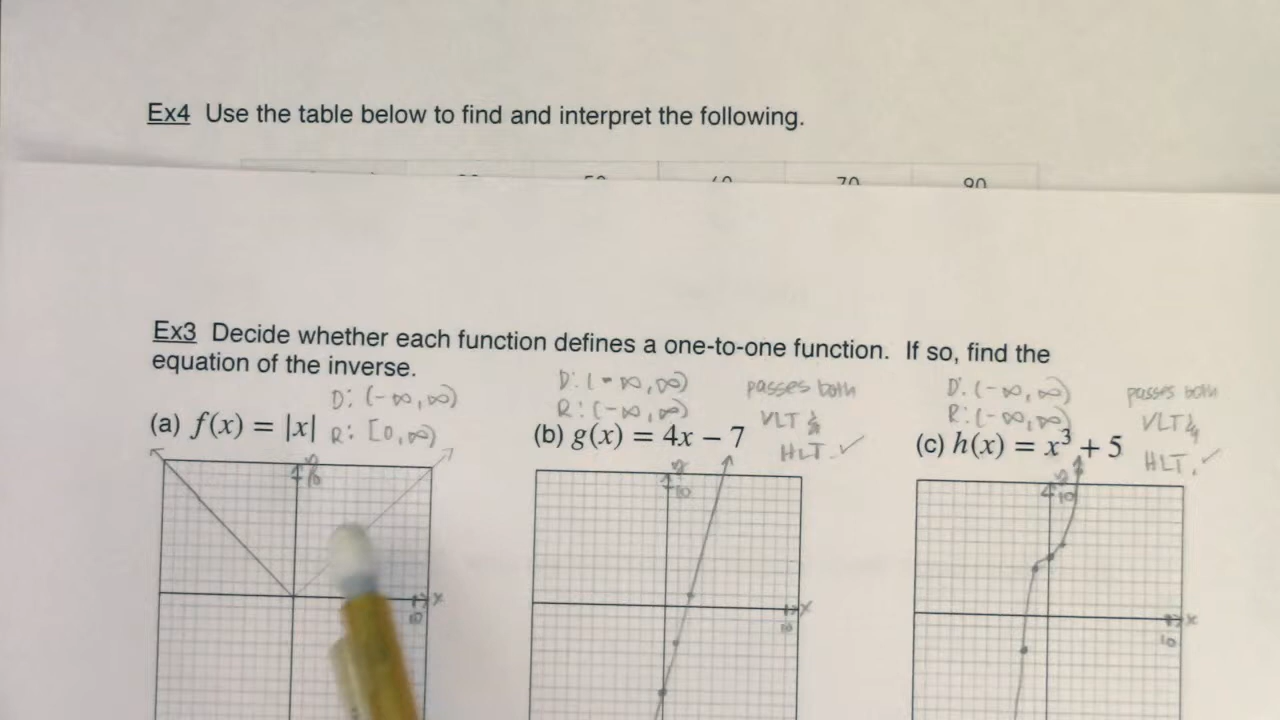 Ex4 Use the table below to find and interpret the following.
70 90
Ex3 Decide whether each function defines a one-to-one function. If so, find the
equation of the inverse.
(a) f(x) = |x|
D: (-∞,∞)
R: [0,∞)
y
10
x
10
D: (-∞,∞)
R: (-∞,∞)
(b) g(x) = 4x − 7
passes both
VLT &
HLT ✓
y
10
x
10
D: (-∞,∞)
R: (-∞,∞)
(c) h(x) = x³ + 5
passes both
VLT &
HLT. ✓
y
10
x
10